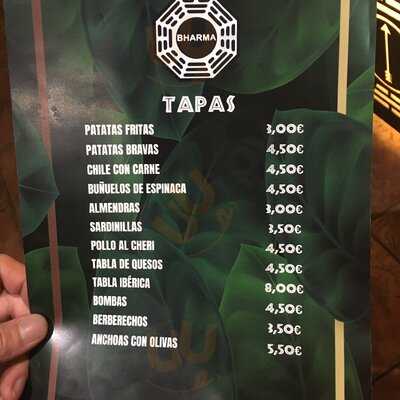 BHARMA
TAPAS
PATATAS FRITAS 3,00€
PATATAS BRAVAS 4,50€
CHILE CON CARNE 4,50€
BUÑUELOS DE ESPINACA 4,50€
ALMENDRAS 3,00€
SARDINILLAS 3,50€
POLLO AL CHERI 4,50€
TABLA DE QUESOS 4,50€
TABLA IBÉRICA 8,00€
BOMBAS 4,50€
BERBERECHOS 3,50€
ANCHOAS CON OLIVAS 5,50€